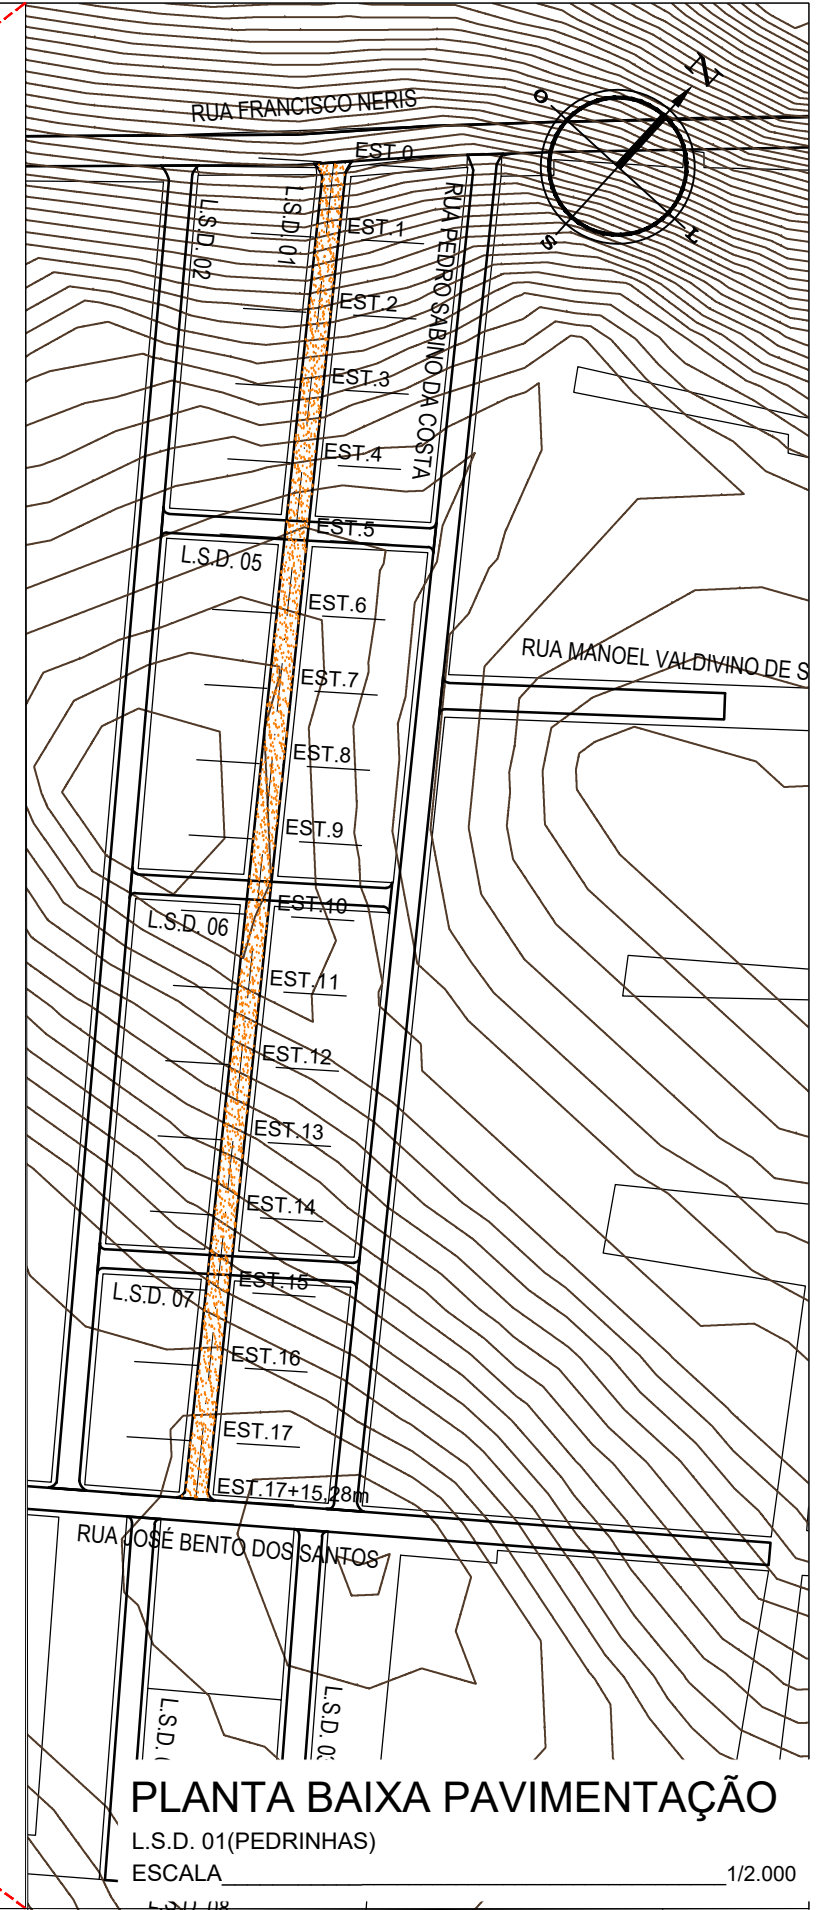 RUA FRANCISCO NERIS
N
O
S
L
EST.0
L.S.D. 02
L.S.D. 01
RUA PEDRO SABINO DA COSTA
EST.1
EST.2
EST.3
EST.4
EST.5
L.S.D. 05
EST.6
RUA MANOEL VALDIVINO DE S
EST.7
EST.8
EST.9
EST.10
L.S.D. 06
EST.11
EST.12
EST.13
EST.14
EST.15
L.S.D. 07
EST.16
EST.17
EST.17+15,28m
RUA JOSÉ BENTO DOS SANTOS
L.S.D.
L.S.D. 03
PLANTA BAIXA PAVIMENTAÇÃO
L.S.D. 01(PEDRINHAS)
ESCALA 1/2.000
L.S.D. 08